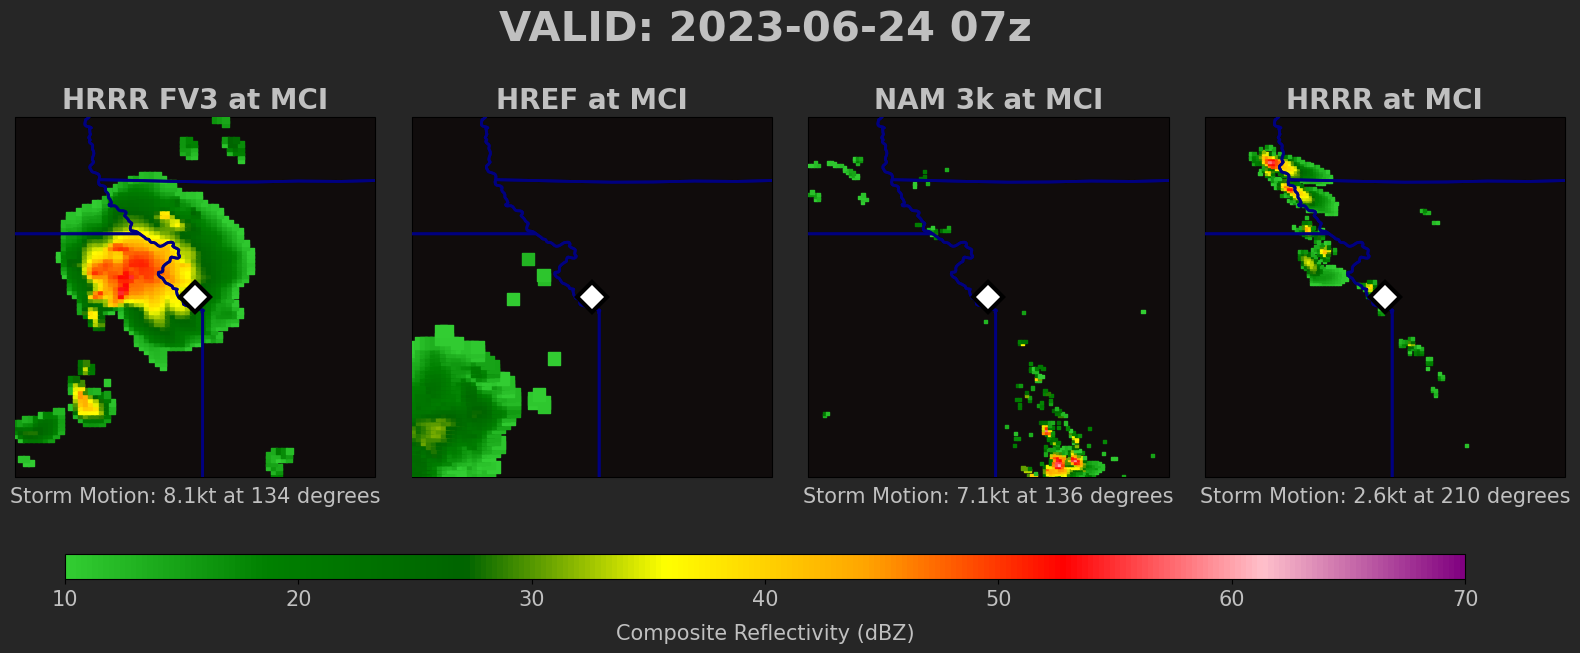 VALID: 2023-06-24 07z
HRRR FV3 at MCI
HREF at MCI
NAM 3k at MCI
HRRR at MCI
Storm Motion: 8.1kt at 134 degrees
Storm Motion: 7.1kt at 136 degrees
Storm Motion: 2.6kt at 210 degrees
10 20 30 40 50 60 70
Composite Reflectivity (dBZ)